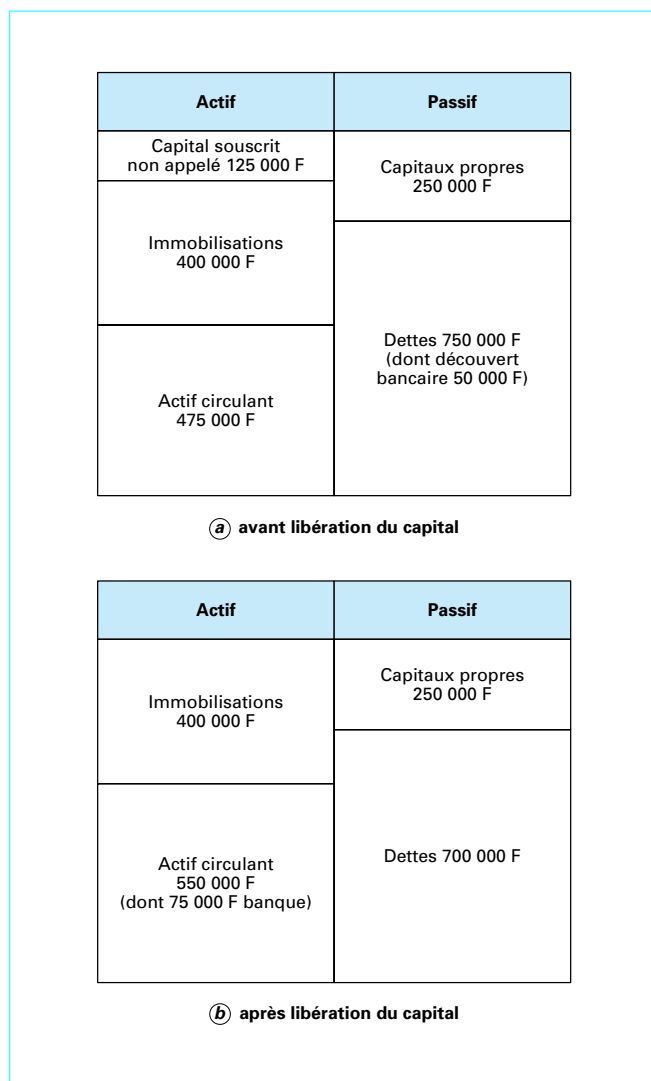 Actif
Passif
Capital souscrit
non appelé 125 000 F
Capitaux propres
250 000 F
Immobilisations
400 000 F
Dettes 750 000 F
(dont découvert
bancaire 50 000 F)
Actif circulant
475 000 F
a avant libération du capital
Actif
Passif
Immobilisations
400 000 F
Capitaux propres
250 000 F
Actif circulant
550 000 F
(dont 75 000 F banque)
Dettes 700 000 F
b après libération du capital